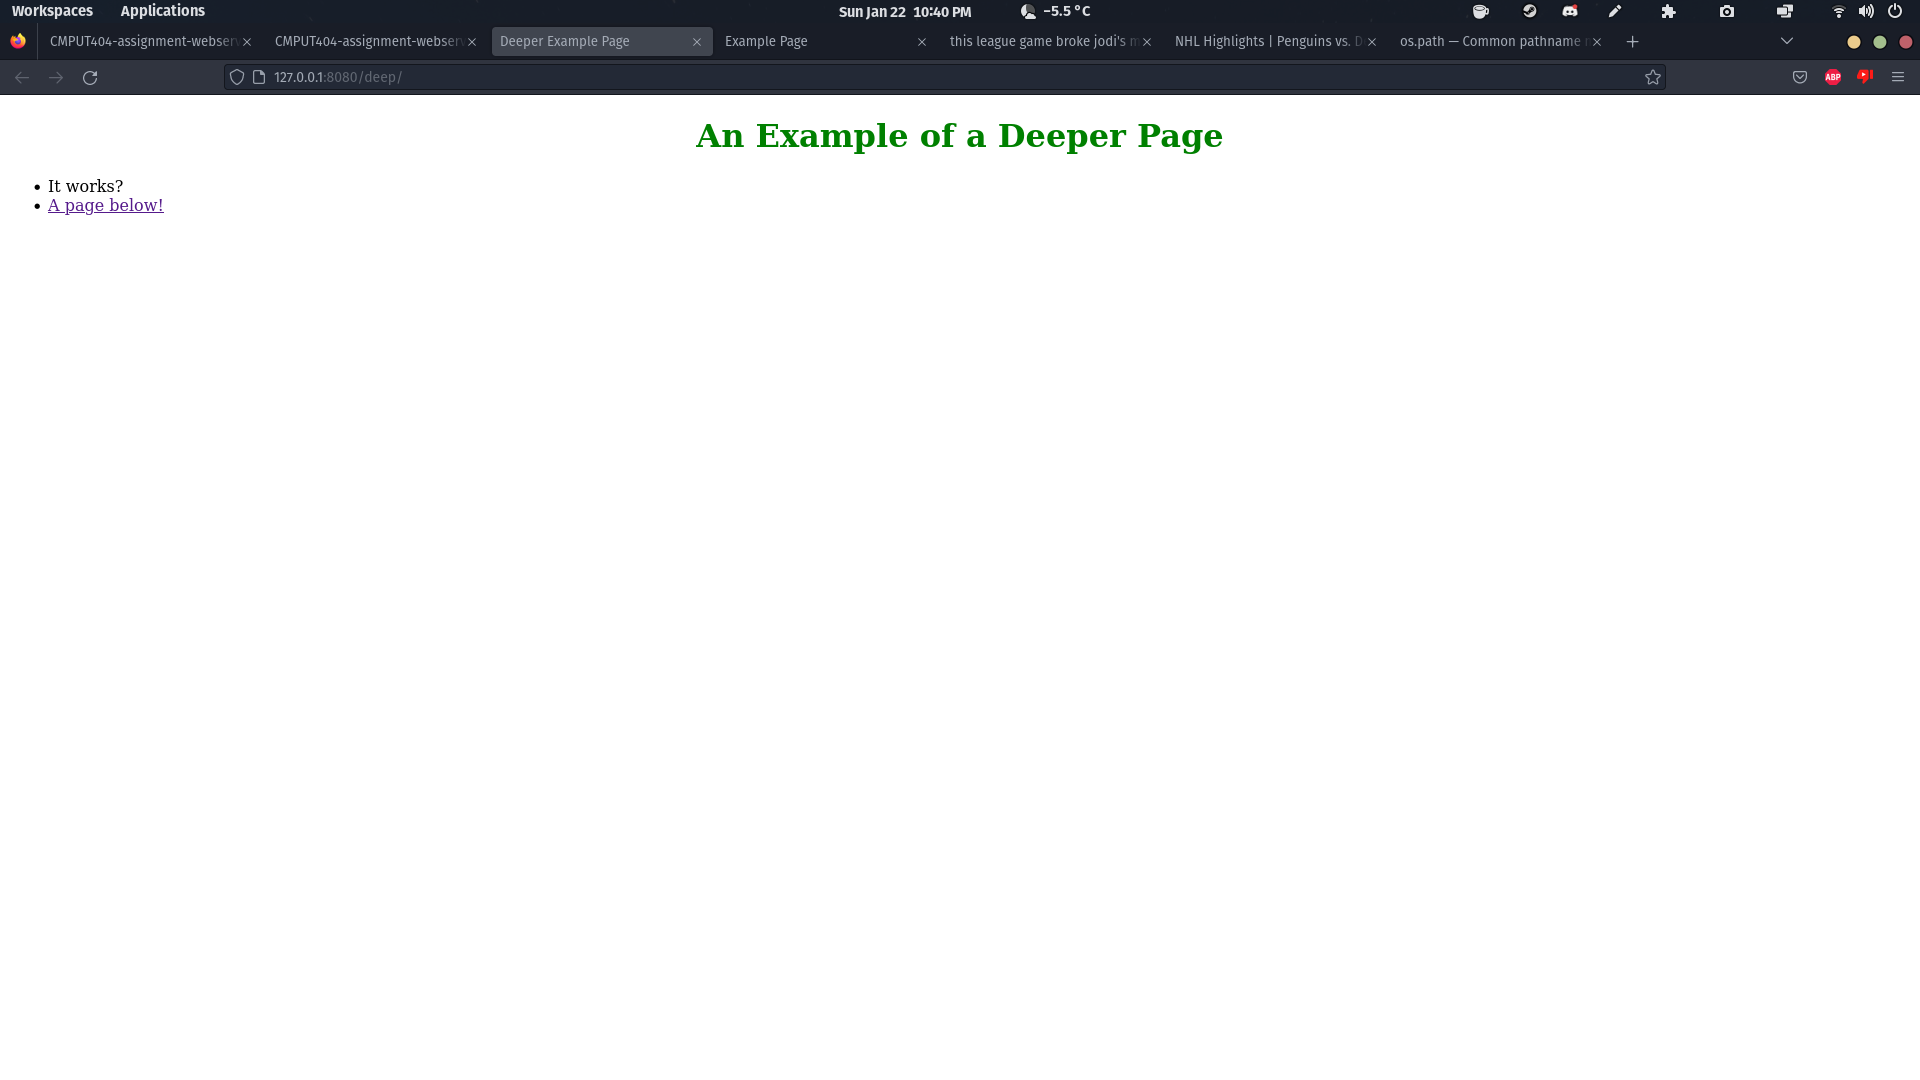 Workspaces Applications Sun Jan 22 10:40 PM -5.5 °C
CMPUT404-assignment-webserv CMPUT404-assignment-webserv Deeper Example Page Example Page this league game broke jodi's m NHL Highlights | Penguins vs. D os.path — Common pathname
127.0.0.1:8080/deep/ ABP
An Example of a Deeper Page
• It works?
• A page below!